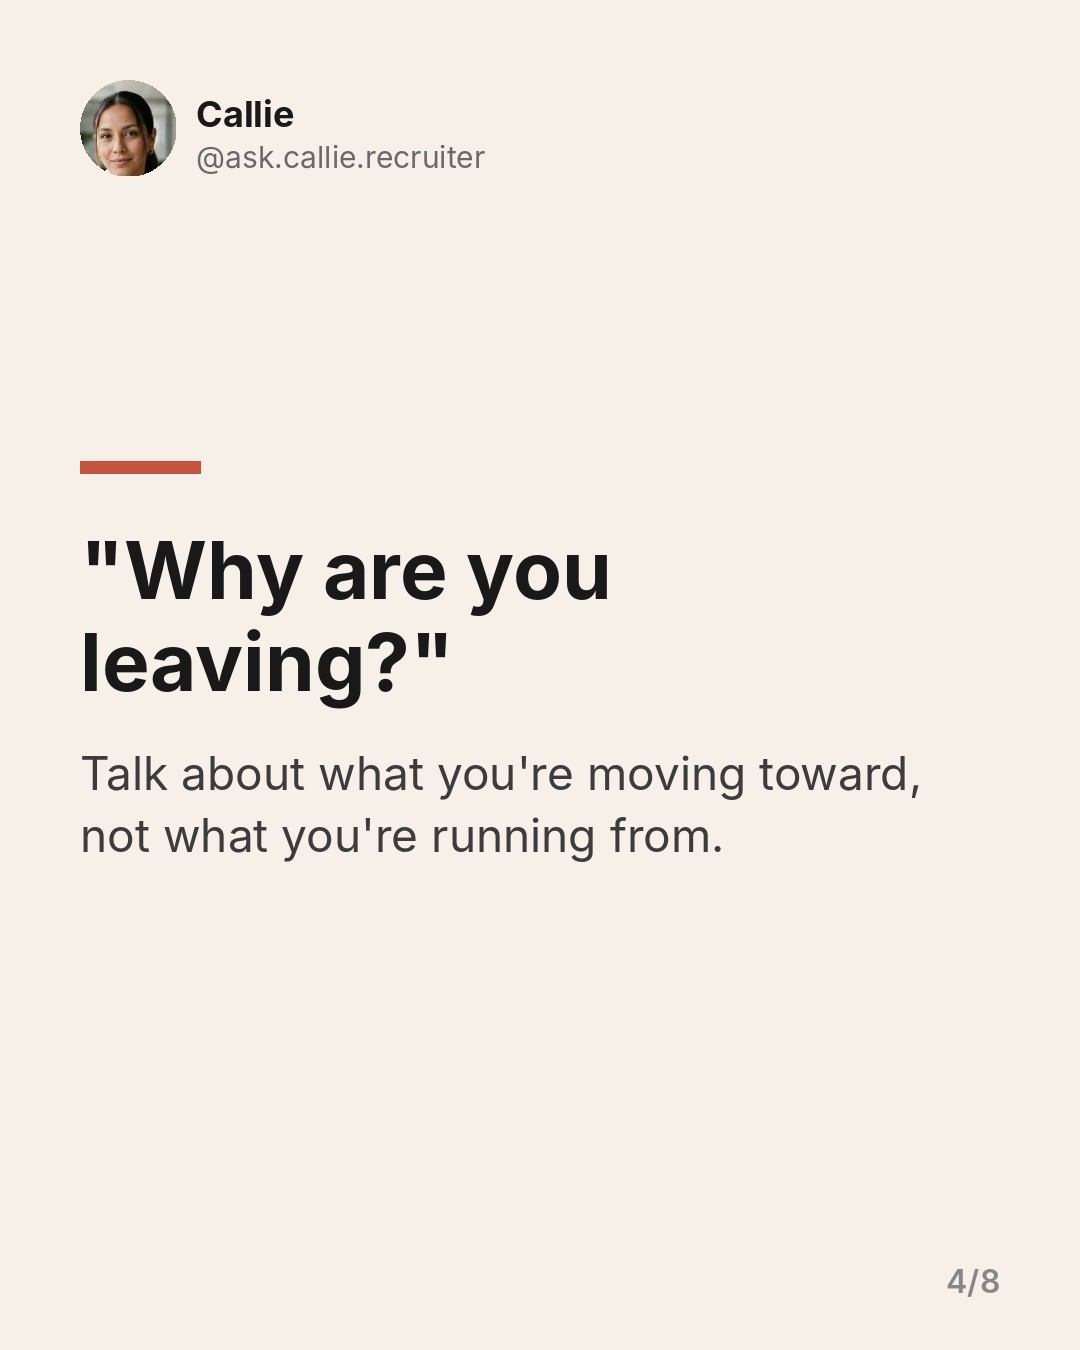 Callie
@ask.callie.recruiter
"Why are you
leaving?"
Talk about what you're moving toward,
not what you're running from.
4/8